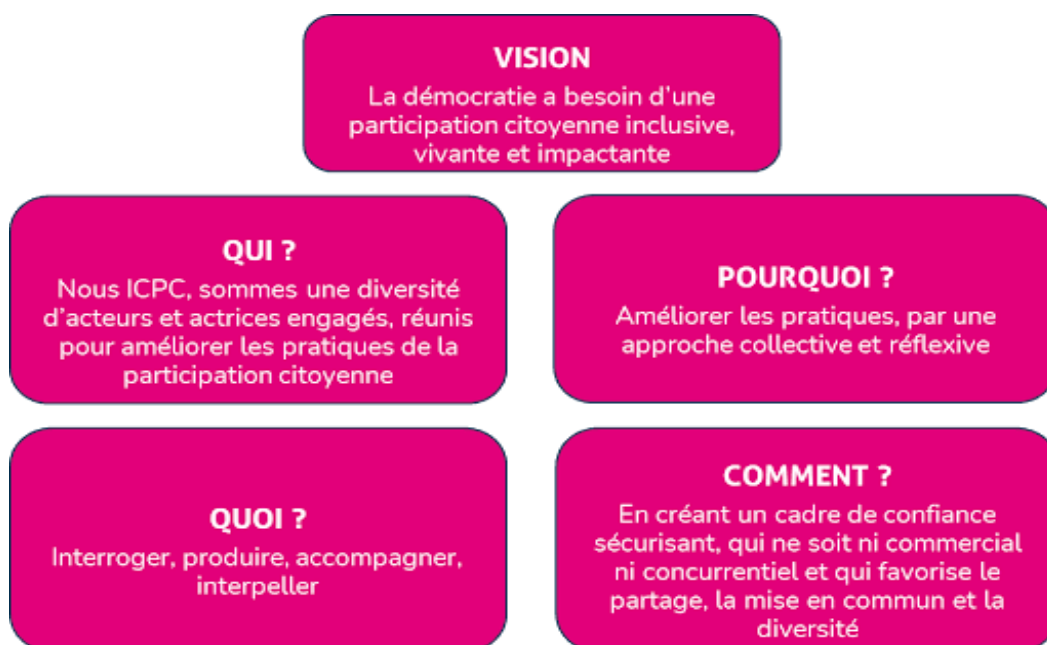 VISION
La démocratie a besoin d'une
participation citoyenne inclusive,
vivante et impactante
QUI ?
Nous ICPC, sommes une diversité
d'acteurs et actrices engagés, réunis
pour améliorer les pratiques de la
participation citoyenne
POURQUOI ?
Améliorer les pratiques, par une
approche collective et réflexive
QUOI ?
Interroger, produire, accompagner,
interpeller
COMMENT ?
En créant un cadre de confiance
sécurisant, qui ne soit ni commercial
ni concurrentiel et qui favorise le
partage, la mise en commun et la
diversité